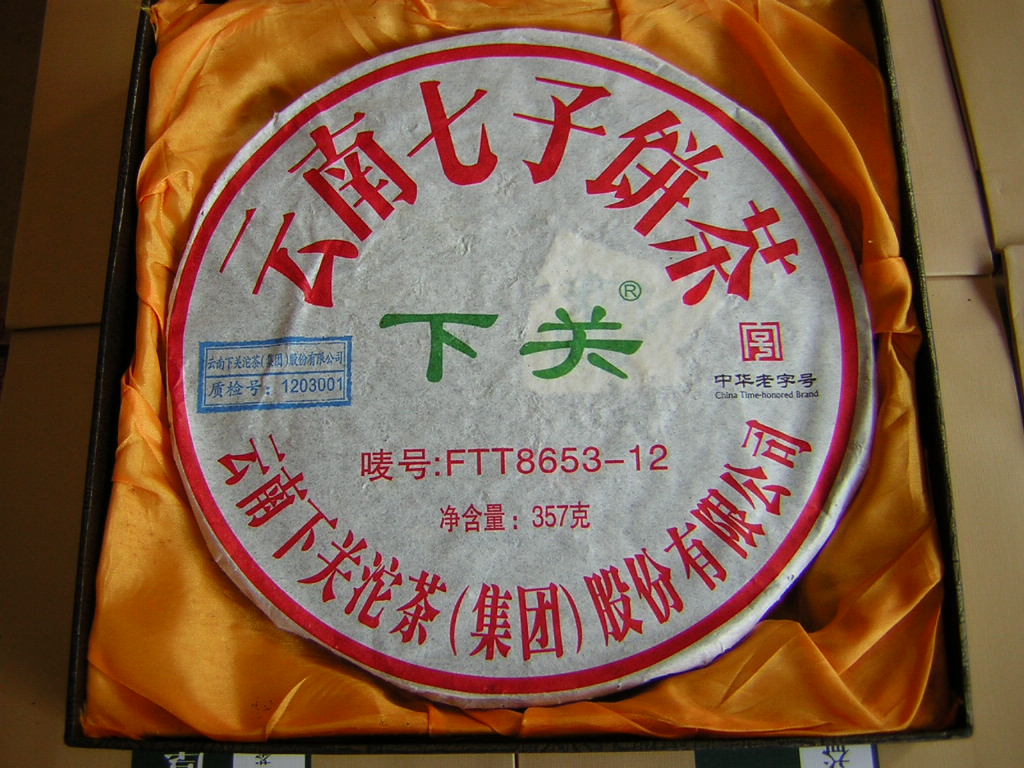 云南七子饼茶
下关®
中华老字号
China Time-honored Brand
云南下关沱茶(集团)股份有限公司
质检号：1203001
唛号:FTT8653-12
净含量：357克
云南下关沱茶(集团)股份有限公司